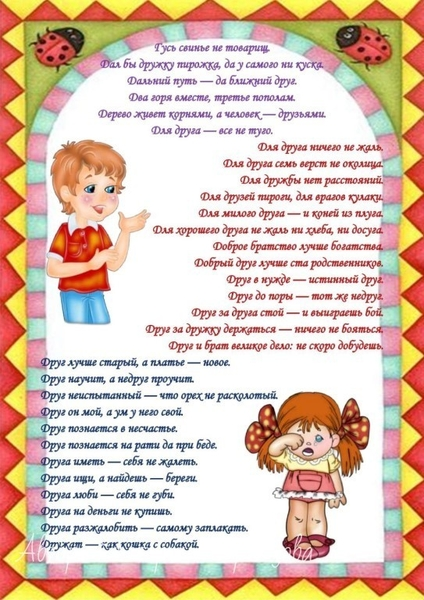 Гусь свинье не товарищ.
Дал бы дружку пирожка, да у самого ни куска.
Дальний путь — да ближний друг.
Два горя вместе, третье пополам.
Дерево живет корнями, а человек — друзьями.
Для друга — все не туго.
Для друга ничего не жаль.
Для друга семь верст не околица.
Для дружбы нет расстояний.
Для друзей пироги, для врагов кулаки.
Для милого друга — и коней из плуга.
Для хорошего друга не жаль ни хлеба, ни досуга.
Доброе братство лучше богатства.
Добрый друг лучше ста родственников.
Друг в нужде — истинный друг.
Друг до поры — тот же недруг.
Друг за друга стой — и выиграешь бой.
Друг за дружку держаться — ничего не бояться.
Друг и брат великое дело: не скоро добудешь.
Друг лучше старый, а платье — новое.
Друг научит, а недруг проучит.
Друг неиспытанный — что орех не расколотый.
Друг он мой, а ум у него свой.
Друг познается в несчастье.
Друг познается на рати да при беде.
Друга иметь — себя не жалеть.
Друга ищи, а найдешь — береги.
Друга люби — себя не губи.
Друга на деньги не купишь.
Друга разжалобить — самому заплакать.
Дружат — как кошка с собакой.